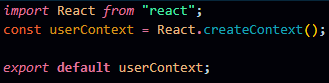 import React from "react";
const userContext = React.createContext();
export default userContext;